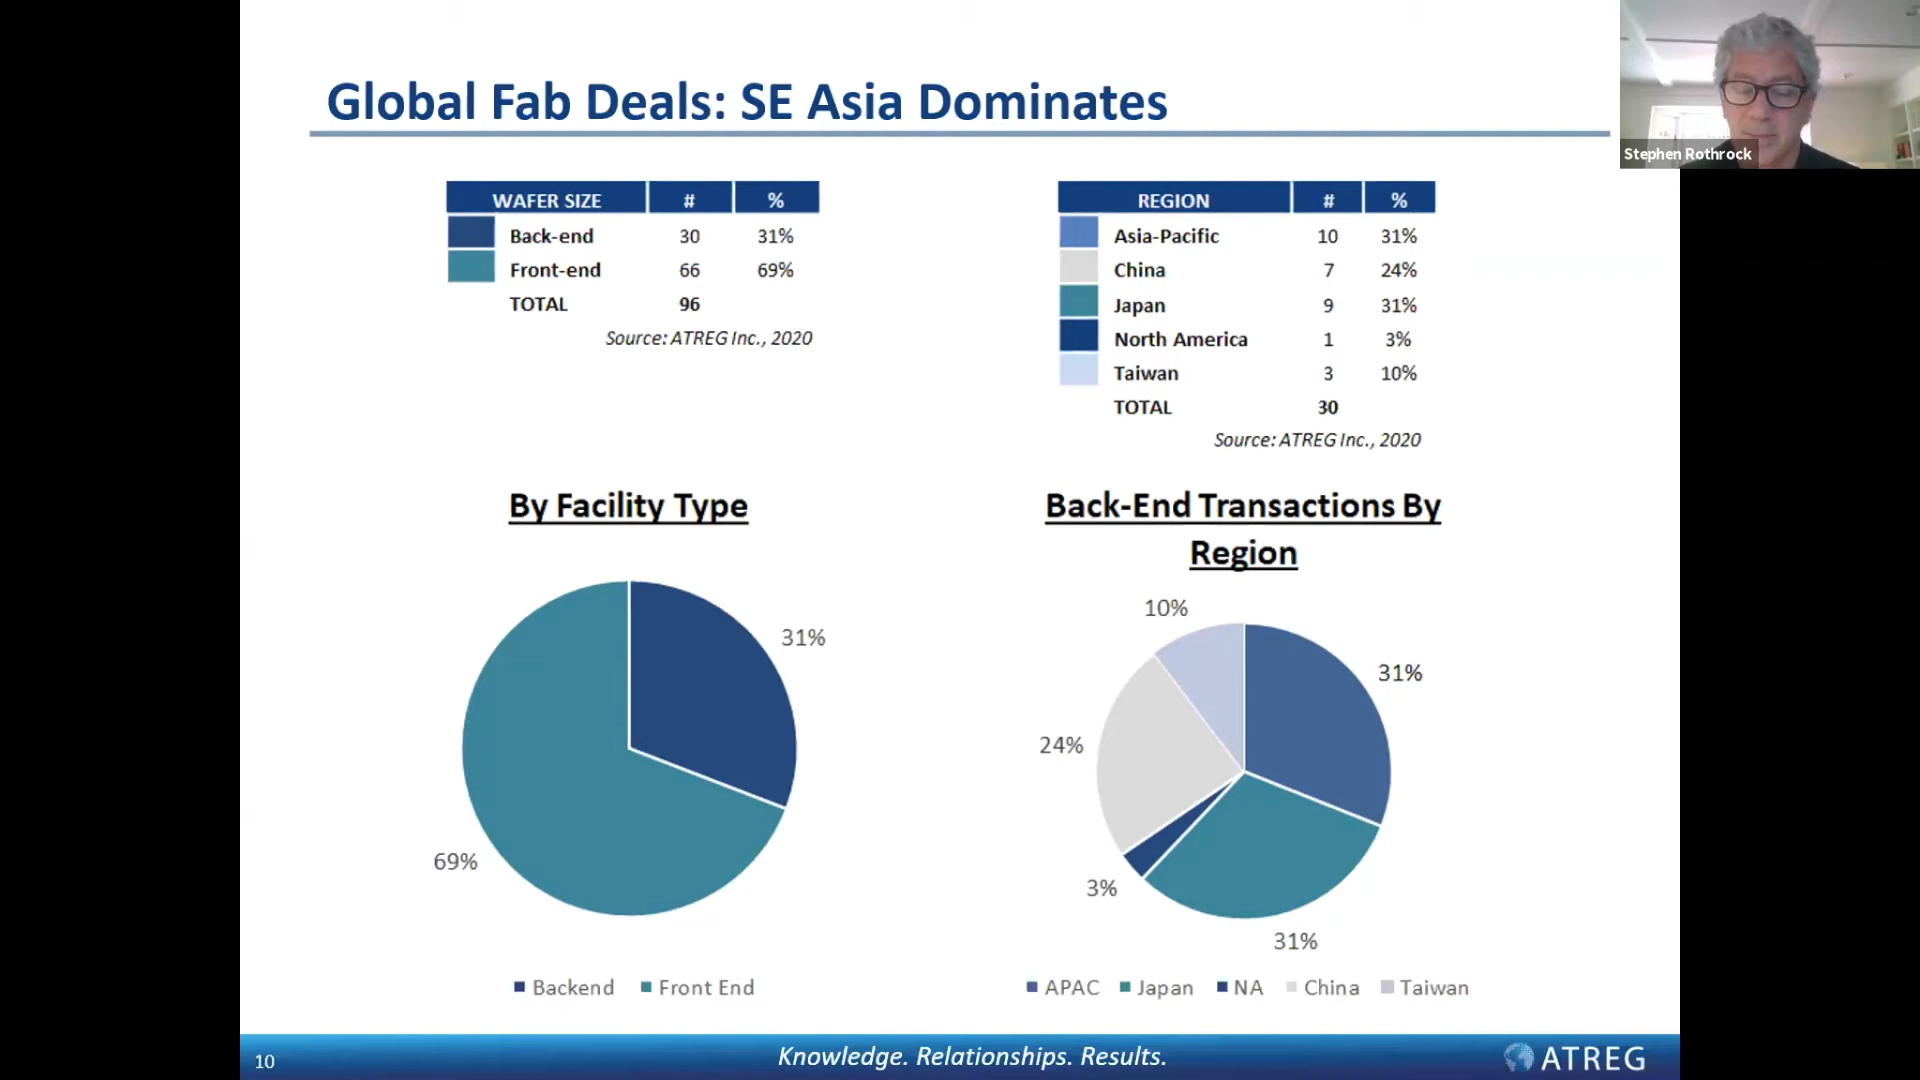 Global Fab Deals: SE Asia Dominates
Stephen Rothrock
WAFER SIZE # %
Back-end 30 31%
Front-end 66 69%
TOTAL 96
Source: ATREG Inc., 2020
REGION # %
Asia-Pacific 10 31%
China 7 24%
Japan 9 31%
North America 1 3%
Taiwan 3 10%
TOTAL 30
Source: ATREG Inc., 2020
By Facility Type
31%
69%
Backend Front End
Back-End Transactions By
Region
10%
31%
24%
3%
31%
APAC Japan NA China Taiwan
10
Knowledge. Relationships. Results.
ATREG